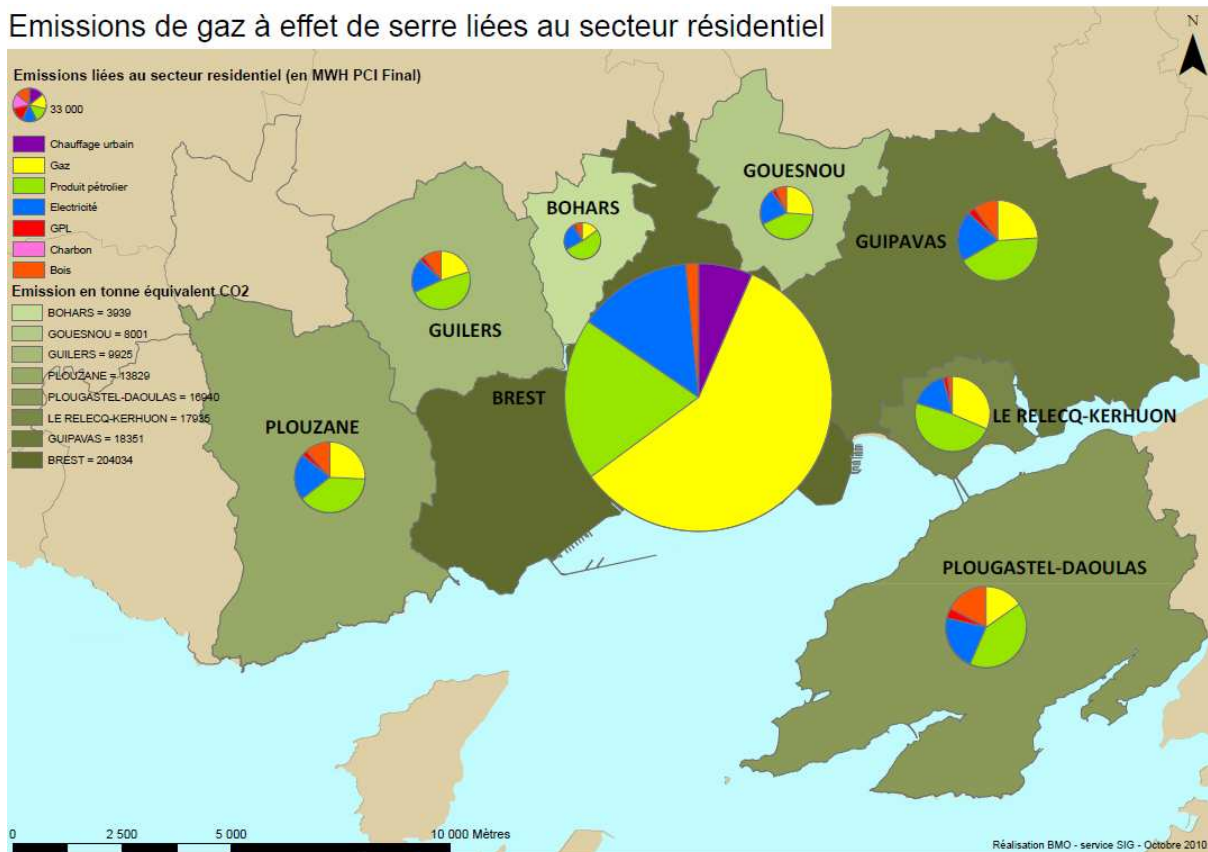 Emissions de gaz à effet de serre liées au secteur résidentiel
N
Emissions liées au secteur residentiel (en MWH PCI Final)
33 000
Chauffage urbain
Gaz
Produit pétrolier
Electricité
GPL
Charbon
Bois
Emission en tonne équivalent CO2
BOHARS = 3939
GOUESNOU = 8001
GUILERS = 9925
PLOUZANE = 13829
PLOUGASTEL-DAOULAS = 16940
LE RELECQ-KERHUON = 17935
GUIPAVAS = 18351
BREST = 204034
GOUESNOU
BOHARS
GUIPAVAS
GUILERS
BREST
LE RELECQ-KERHUON
PLOUZANE
PLOUGASTEL-DAOULAS
0 2 500 5 000 10 000 Mètres
Réalisation BMO - service SIG - Octobre 2010